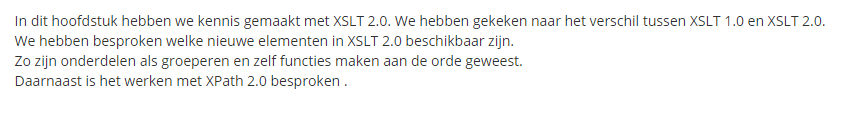 In dit hoofdstuk hebben we kennis gemaakt met XSLT 2.0. We hebben gekeken naar het verschil tussen XSLT 1.0 en XSLT 2.0.
We hebben besproken welke nieuwe elementen in XSLT 2.0 beschikbaar zijn.
Zo zijn onderdelen als groeperen en zelf functies maken aan de orde geweest.
Daarnaast is het werken met XPath 2.0 besproken .